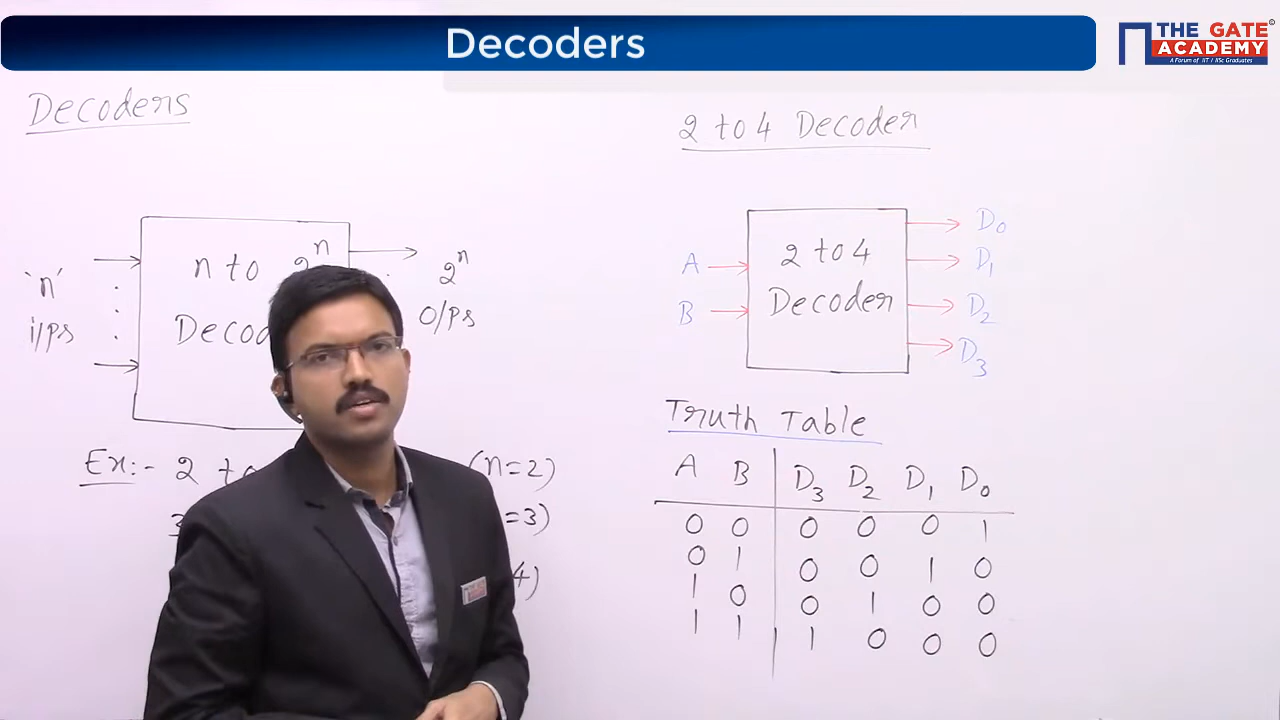 Decoders
THE GATE
ACADEMY
A Forum of IIT / IISc Graduates
Decoders
n to 2ⁿ
'n'
i/Ps
2ⁿ
O/Ps
Ex:- 2 to
(n=2)
3
=3)
4)
2 to 4 Decoder
2 to 4
Decoder
A
B
D₀
D₁
D₂
D₃
Truth Table
A B D₃ D₂ D₁ D₀
0 0 0 0 0 1
0 1 0 0 1 0
1 0 0 1 0 0
1 1 1 0 0 0